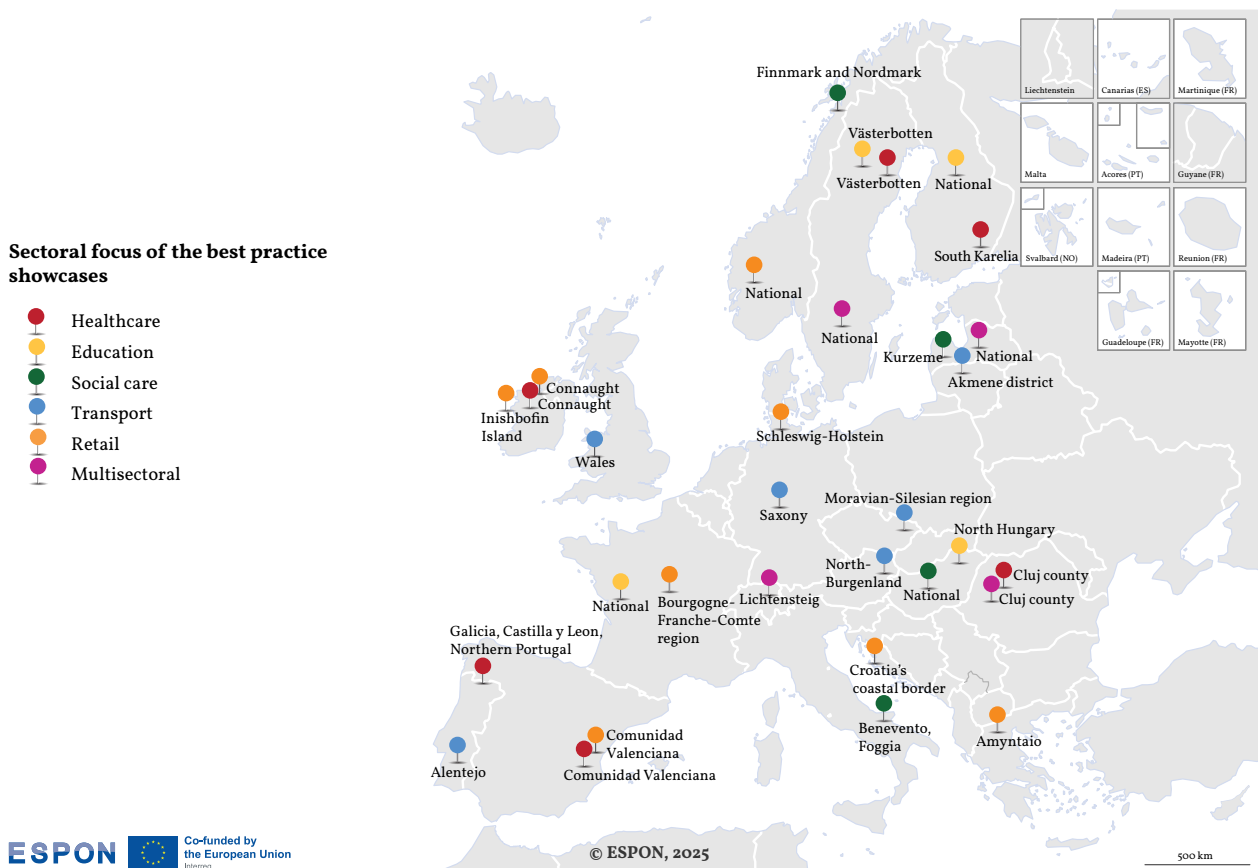 Finnmark and Nordmark
Västerbotten
Västerbotten
National
South Karelia
National
National
Kurzeme
National
Akmene district
Liechtenstein
Canarias (ES)
Martinique (FR)
Malta
Acores (PT)
Guyane (FR)
Svalbard (NO)
Madeira (PT)
Reunion (FR)
Guadeloupe (FR)
Mayotte (FR)
Sectoral focus of the best practice
showcases
Healthcare
Education
Social care
Transport
Retail
Multisectoral
Connaught
Connaught
Inishbofin
Island
Wales
Schleswig-Holstein
Saxony
Moravian-Silesian region
North Hungary
North-
Burgenland
National
Cluj county
Cluj county
National
Bourgogne-
Franche-Comte
region
Lichtensteig
Galicia, Castilla y Leon,
Northern Portugal
Croatia's
coastal border
Benevento,
Foggia
Amyntaio
Alentejo
Comunidad
Valenciana
Comunidad Valenciana
ESPON
Co-funded by
the European Union
Interreg
© ESPON, 2025
500 km